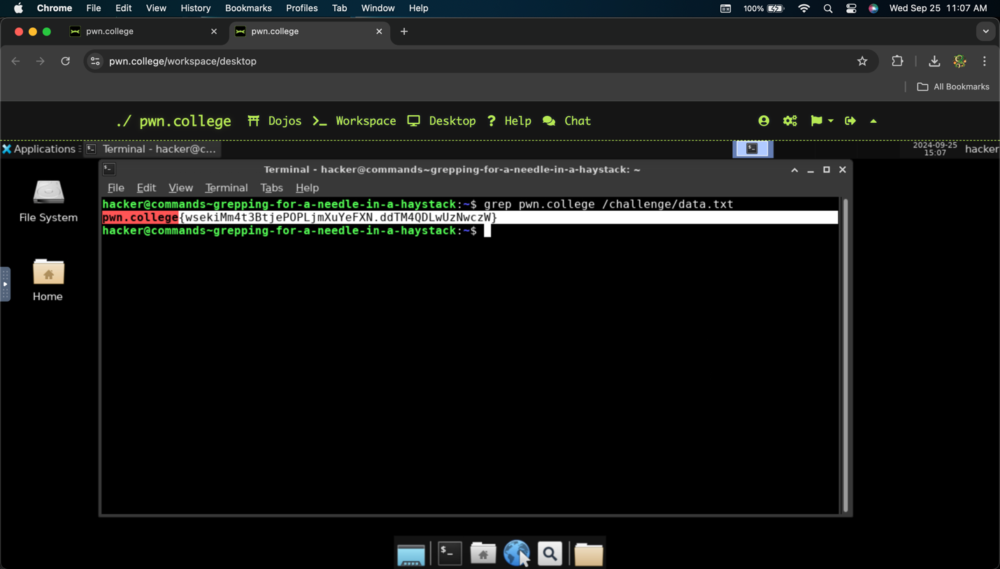 Chrome File Edit View History Bookmarks Profiles Tab Window Help 100% Wed Sep 25 11:07 AM
pwn.college pwn.college
pwn.college/workspace/desktop
All Bookmarks
./ pwn.college Dojos >_ Workspace Desktop ? Help Chat
Applications Terminal - hacker@c... 2024-09-25 15:07 hacker
Terminal - hacker@commands~grepping-for-a-needle-in-a-haystack: ~
File Edit View Terminal Tabs Help
hacker@commands~grepping-for-a-needle-in-a-haystack:~$ grep pwn.college /challenge/data.txt
pwn.college{wsekiMm4t3BtjePOPLjmXuYeFXN.ddTM4QDLwUzNwczW}
hacker@commands~grepping-for-a-needle-in-a-haystack:~$
File System
Home